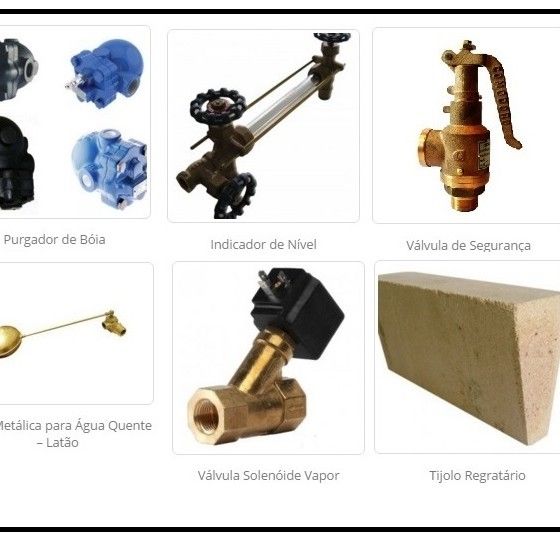 Purgador de Bóia
Indicador de Nível
Válvula de Segurança
Metálica para Água Quente
– Latão
Válvula Solenóide Vapor
Tijolo Regratário